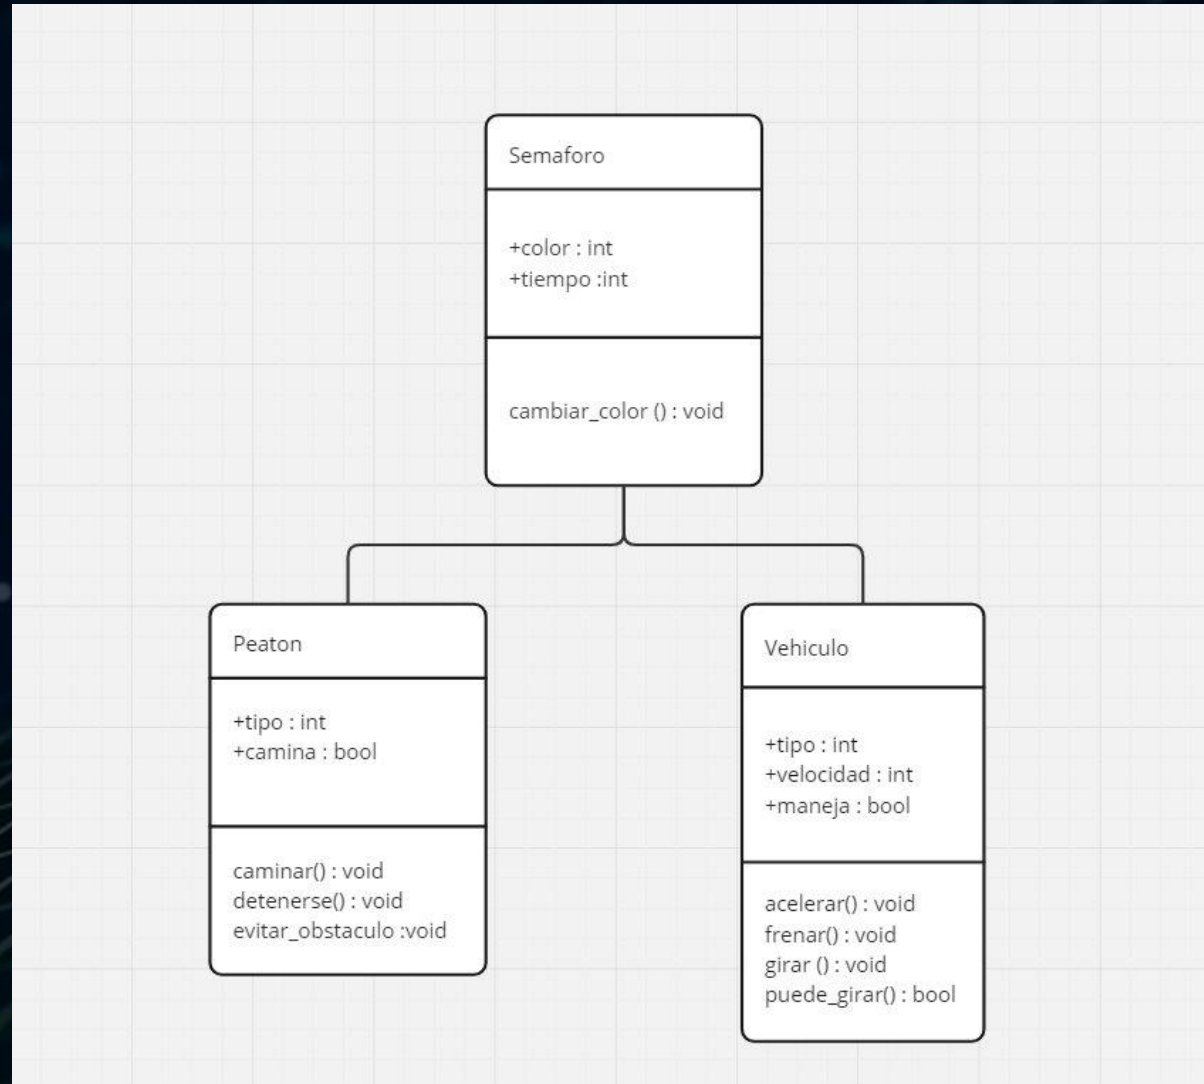 Semaforo
+color : int
+tiempo :int
cambiar_color () : void
Peaton
+tipo : int
+camina : bool
caminar() : void
detenerse() : void
evitar_obstaculo :void
Vehiculo
+tipo : int
+velocidad : int
+maneja : bool
acelerar() : void
frenar() : void
girar () : void
puede_girar() : bool